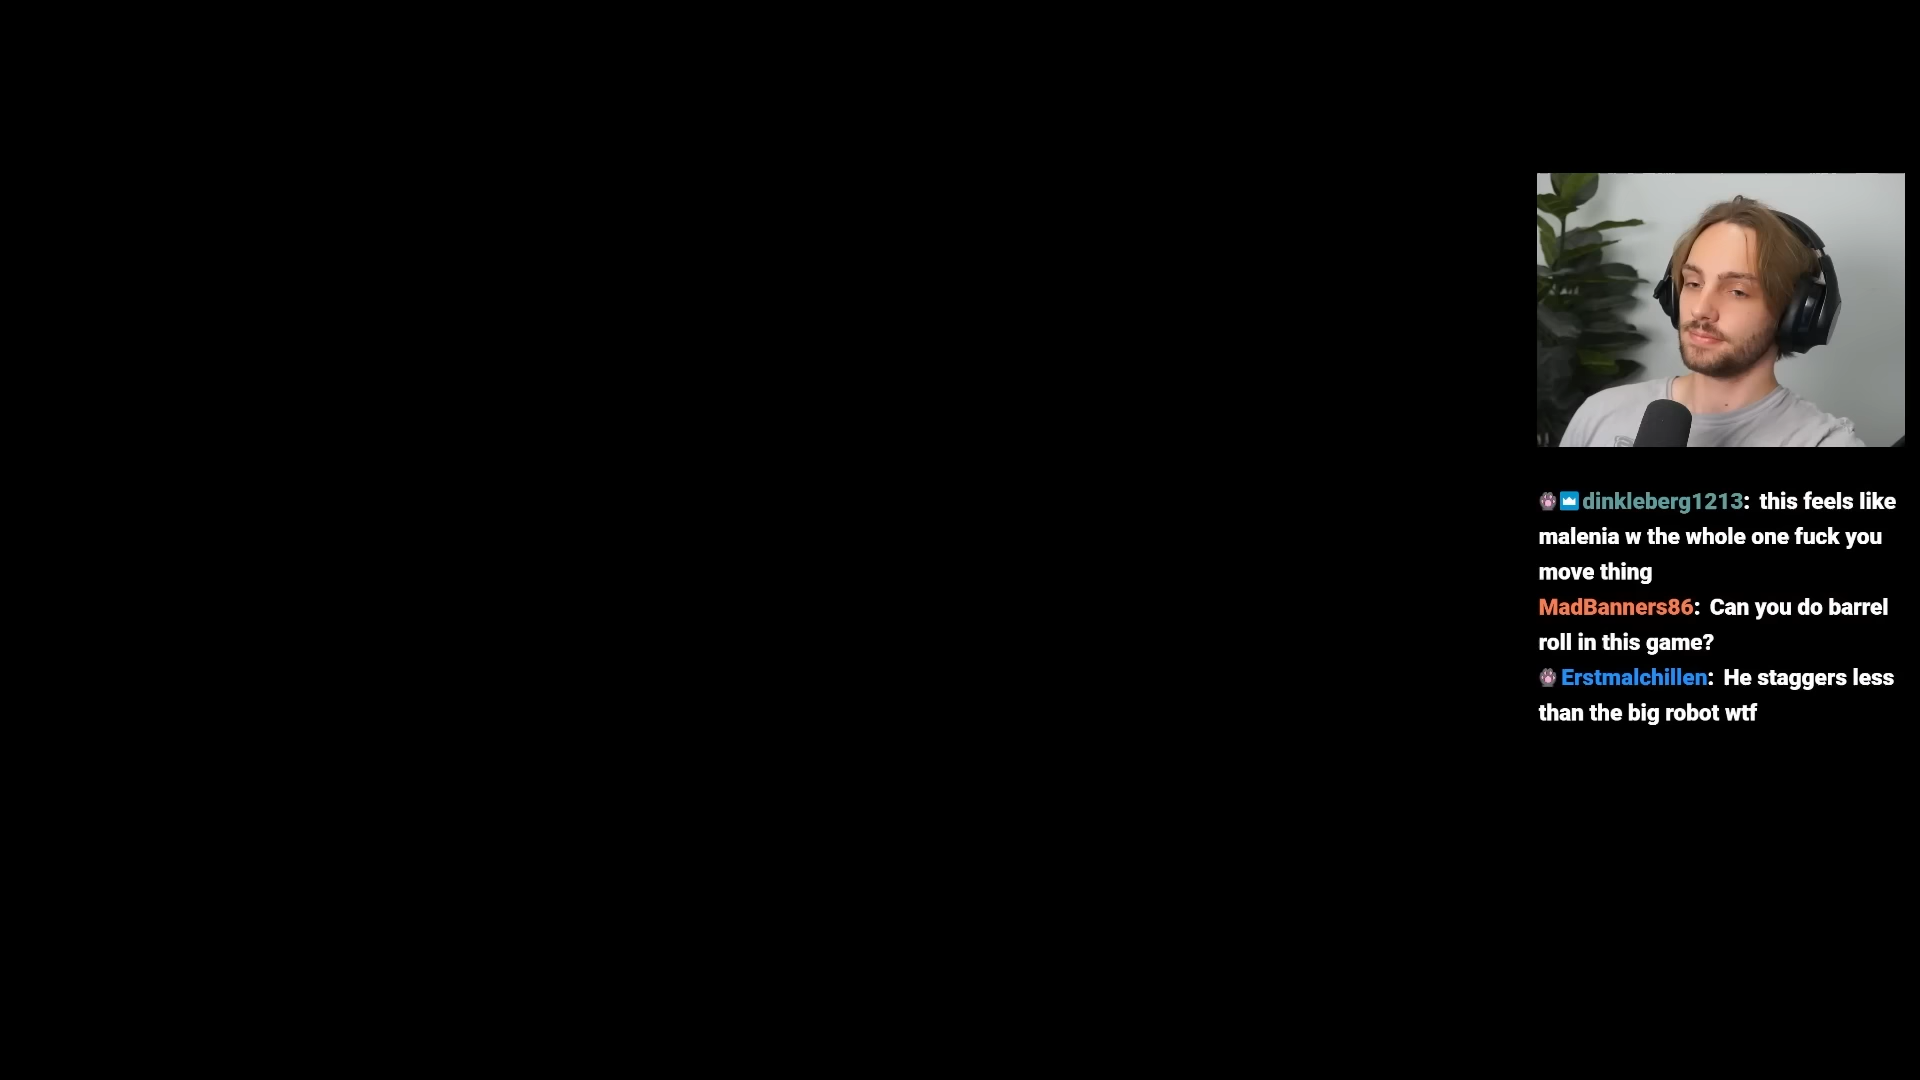 dinkleberg1213: this feels like
malenia w the whole one fuck you
move thing
MadBanners86: Can you do barrel
roll in this game?
Erstmalchillen: He staggers less
than the big robot wtf